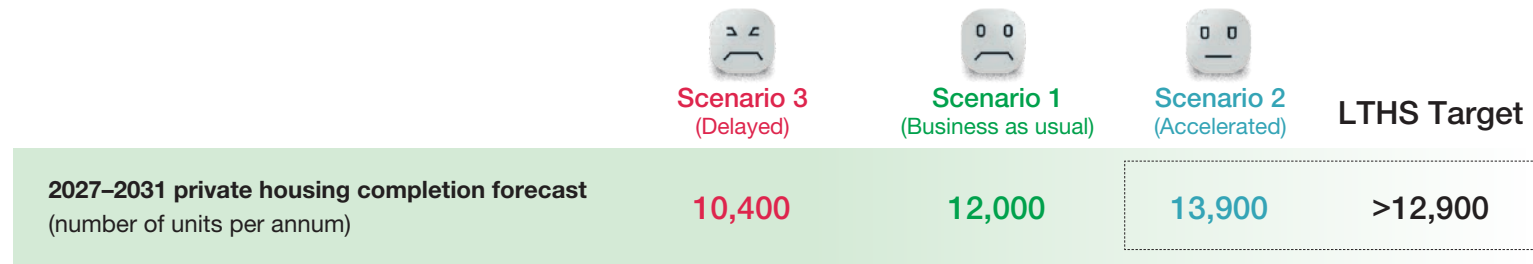 Scenario 3
(Delayed)
Scenario 1
(Business as usual)
Scenario 2
(Accelerated)
LTHS Target
2027–2031 private housing completion forecast
(number of units per annum)
10,400
12,000
13,900
>12,900